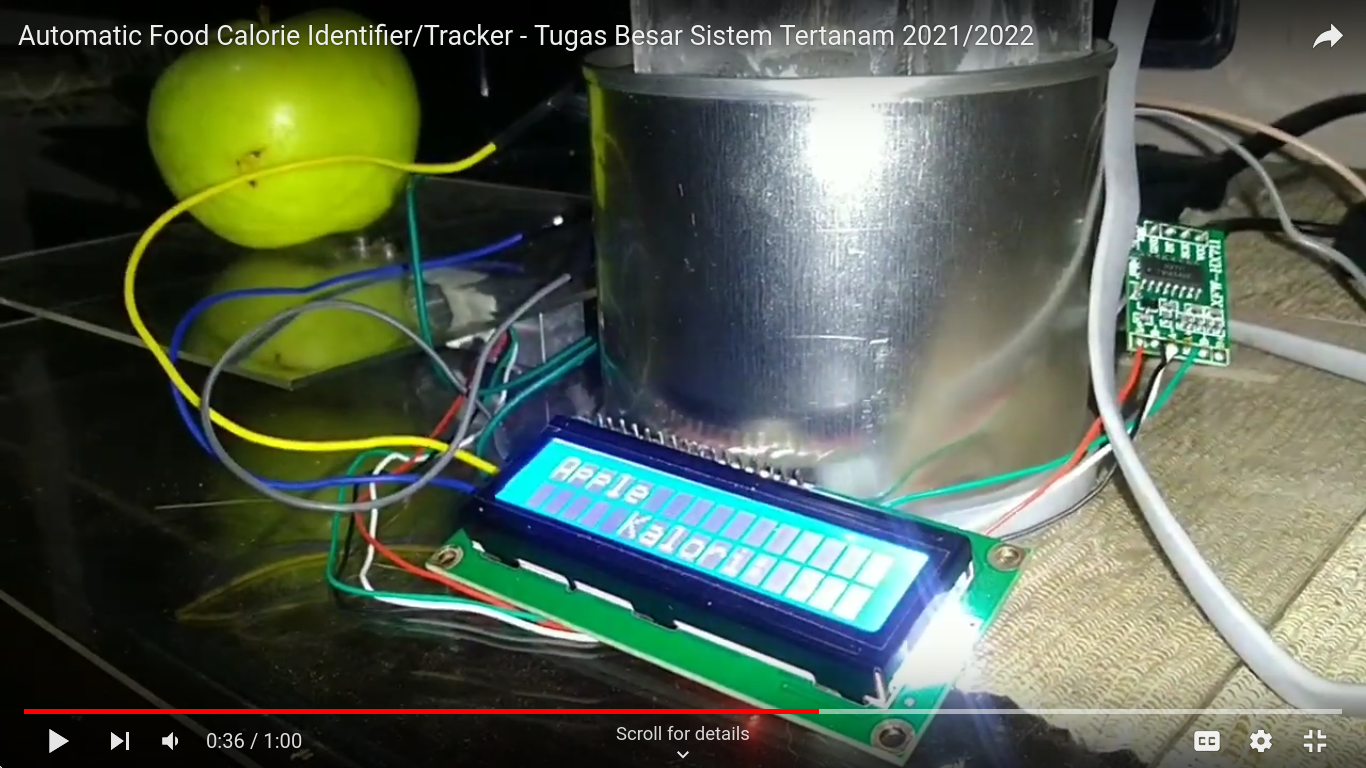 Automatic Food Calorie Identifier/Tracker - Tugas Besar Sistem Tertanam 2021/2022
Apple
Kalori
0:36 / 1:00
Scroll for details
CC